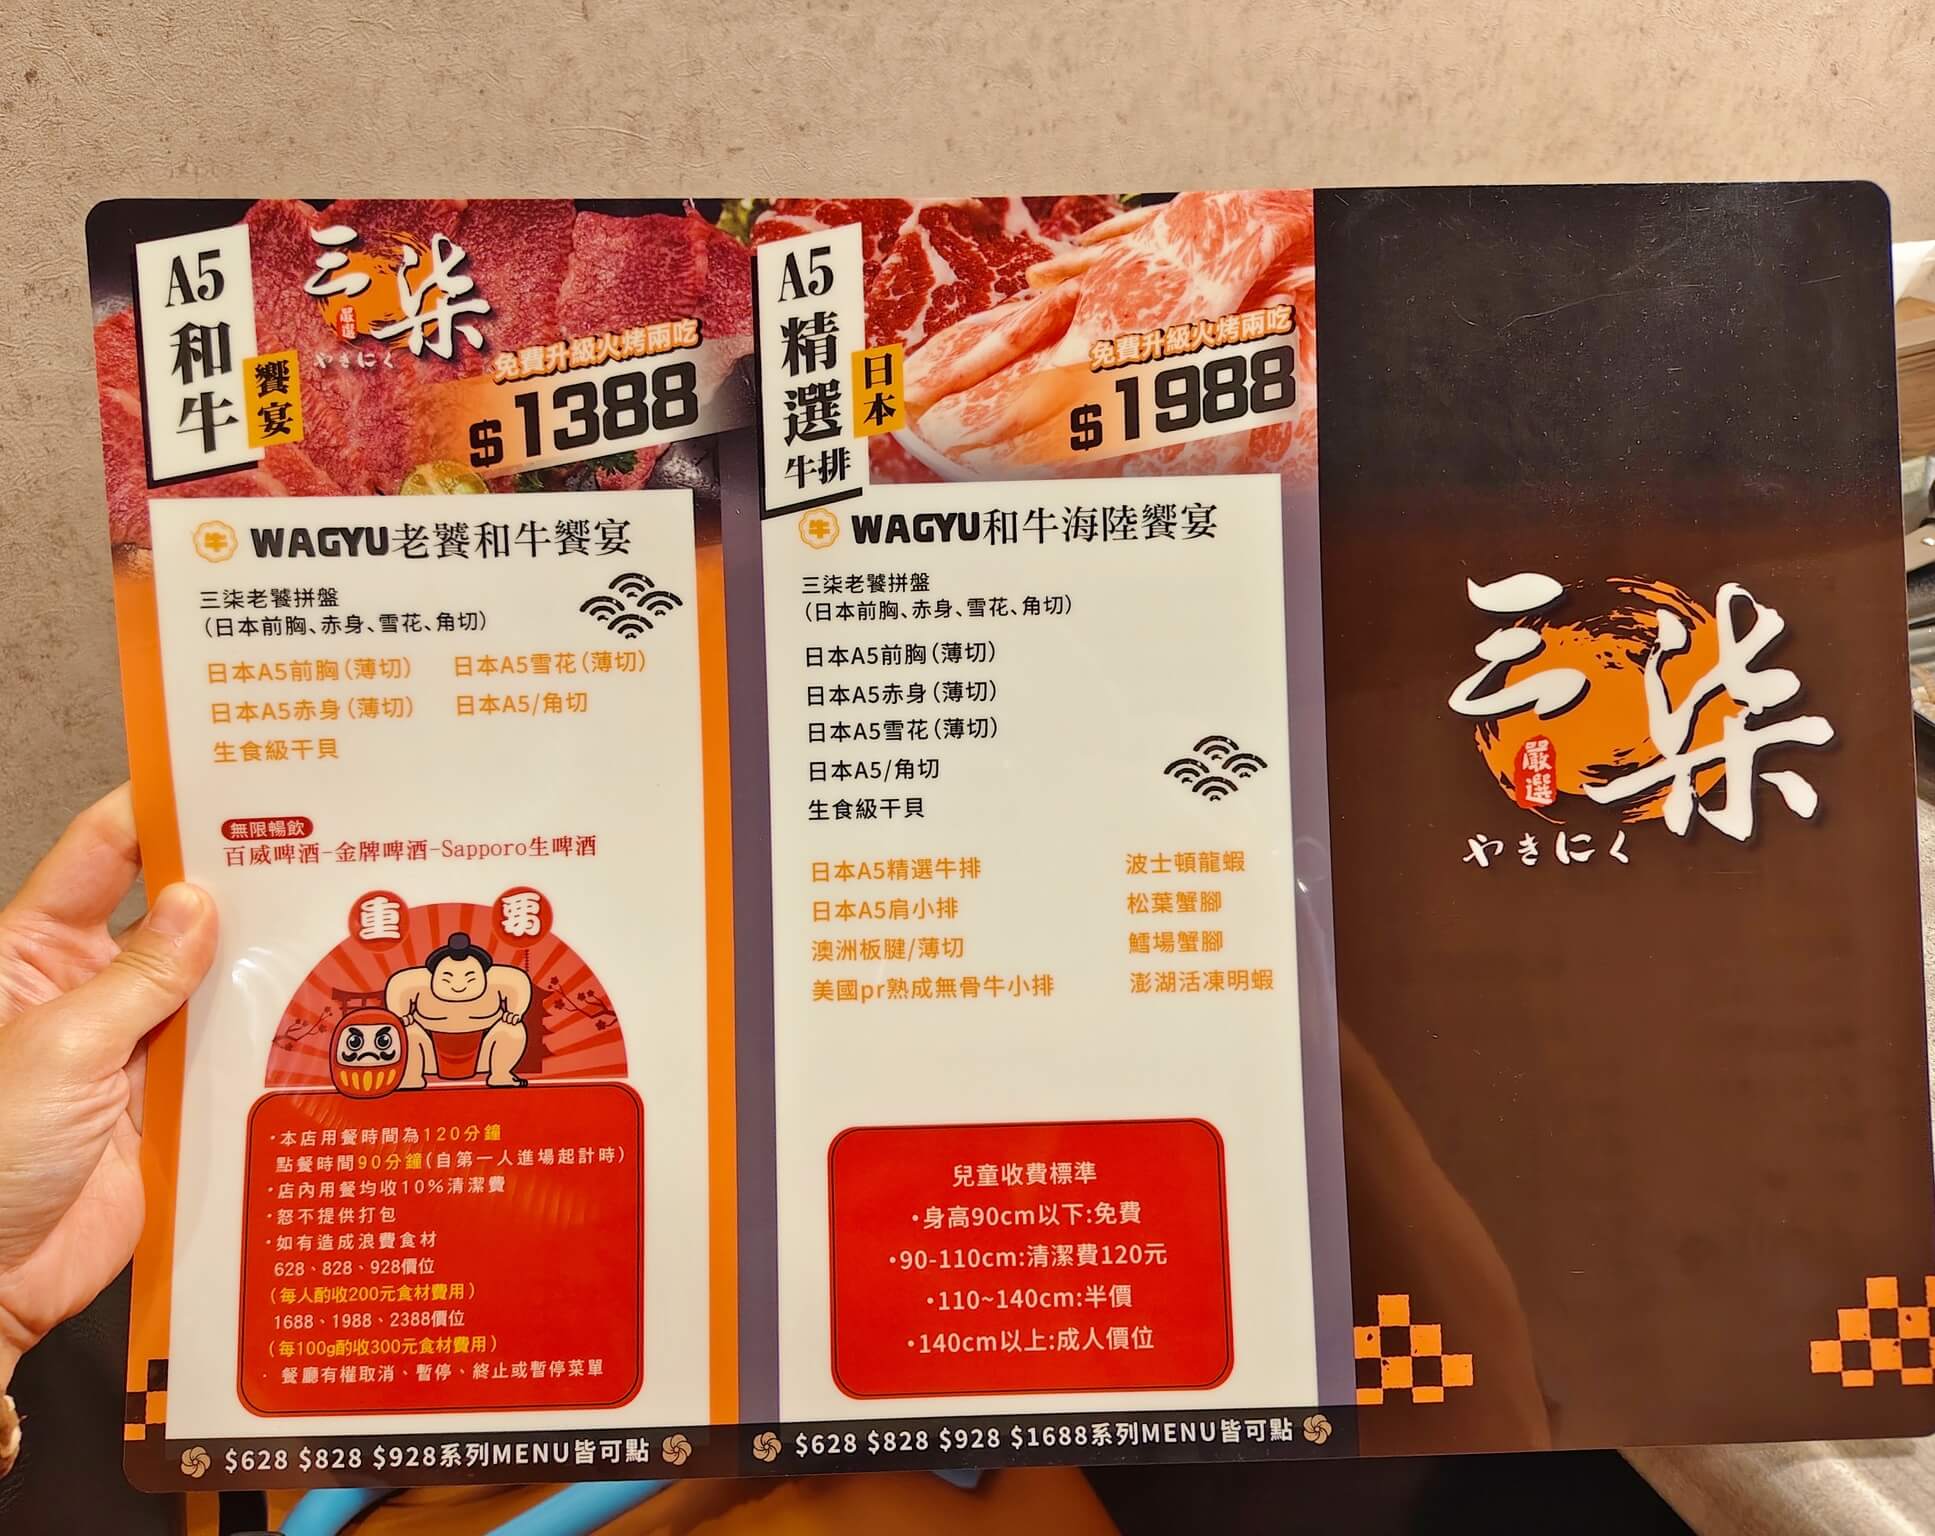 A5和牛
饗宴
三柒
嚴選
やきにく
免費升級火烤兩吃
$1388
WAGYU老饕和牛饗宴
三柒老饕拼盤
(日本前胸、赤身、雪花、角切)
日本A5前胸(薄切) 日本A5雪花(薄切)
日本A5赤身(薄切) 日本A5/角切
生食級干貝
無限暢飲
百威啤酒-金牌啤酒-Sapporo生啤酒
重要
・本店用餐時間為120分鐘
點餐時間90分鐘(自第一人進場起計時)
・店內用餐均收10%清潔費
・恕不提供打包
・如有造成浪費食材
628、828、928價位
(每人酌收200元食材費用)
1688、1988、2388價位
(每100g酌收300元食材費用)
・餐廳有權取消、暫停、終止或暫停菜單
$628 $828 $928系列MENU皆可點
A5精選牛排
日本
免費升級火烤兩吃
$1988
牛 WAGYU和牛海陸饗宴
三柒老饕拼盤
(日本前胸、赤身、雪花、角切)
日本A5前胸(薄切)
日本A5赤身(薄切)
日本A5雪花(薄切)
日本A5/角切
生食級干貝
日本A5精選牛排 波士頓龍蝦
日本A5肩小排 松葉蟹腳
澳洲板腱/薄切 鱈場蟹腳
美國pr熟成無骨牛小排 澎湖活凍明蝦
兒童收費標準
・身高90cm以下:免費
・90-110cm:清潔費120元
・110~140cm:半價
・140cm以上:成人價位
$628 $828 $928 $1688系列MENU皆可點
三柒
嚴選
やきにく